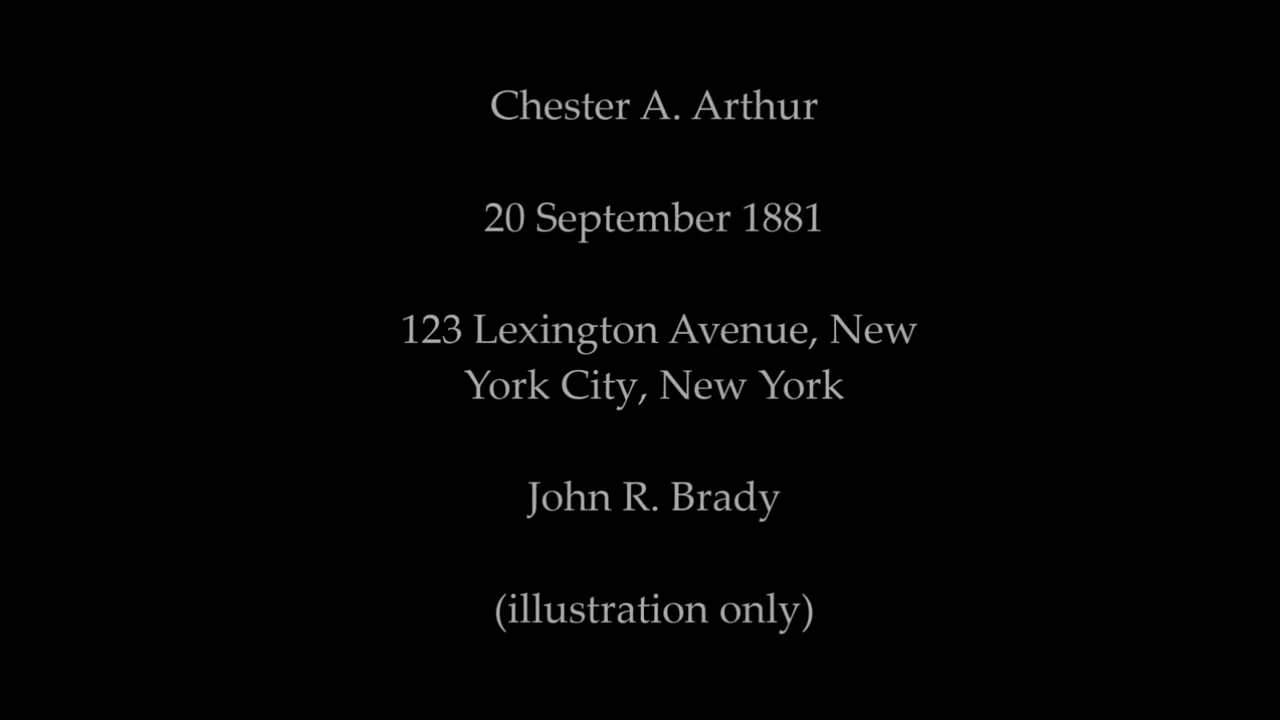 Chester A. Arthur
20 September 1881
123 Lexington Avenue, New
York City, New York
John R. Brady
(illustration only)